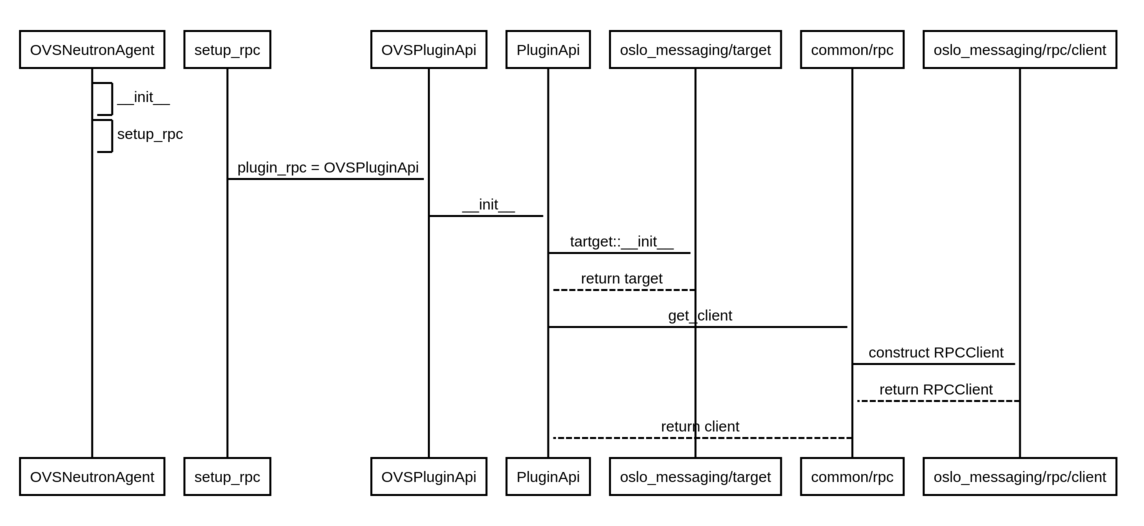 OVSNeutronAgent
setup_rpc
OVSPluginApi
PluginApi
oslo_messaging/target
common/rpc
oslo_messaging/rpc/client
__init__
setup_rpc
plugin_rpc = OVSPluginApi
__init__
tartget::__init__
return target
get_client
construct RPCClient
return RPCClient
return client
OVSNeutronAgent
setup_rpc
OVSPluginApi
PluginApi
oslo_messaging/target
common/rpc
oslo_messaging/rpc/client